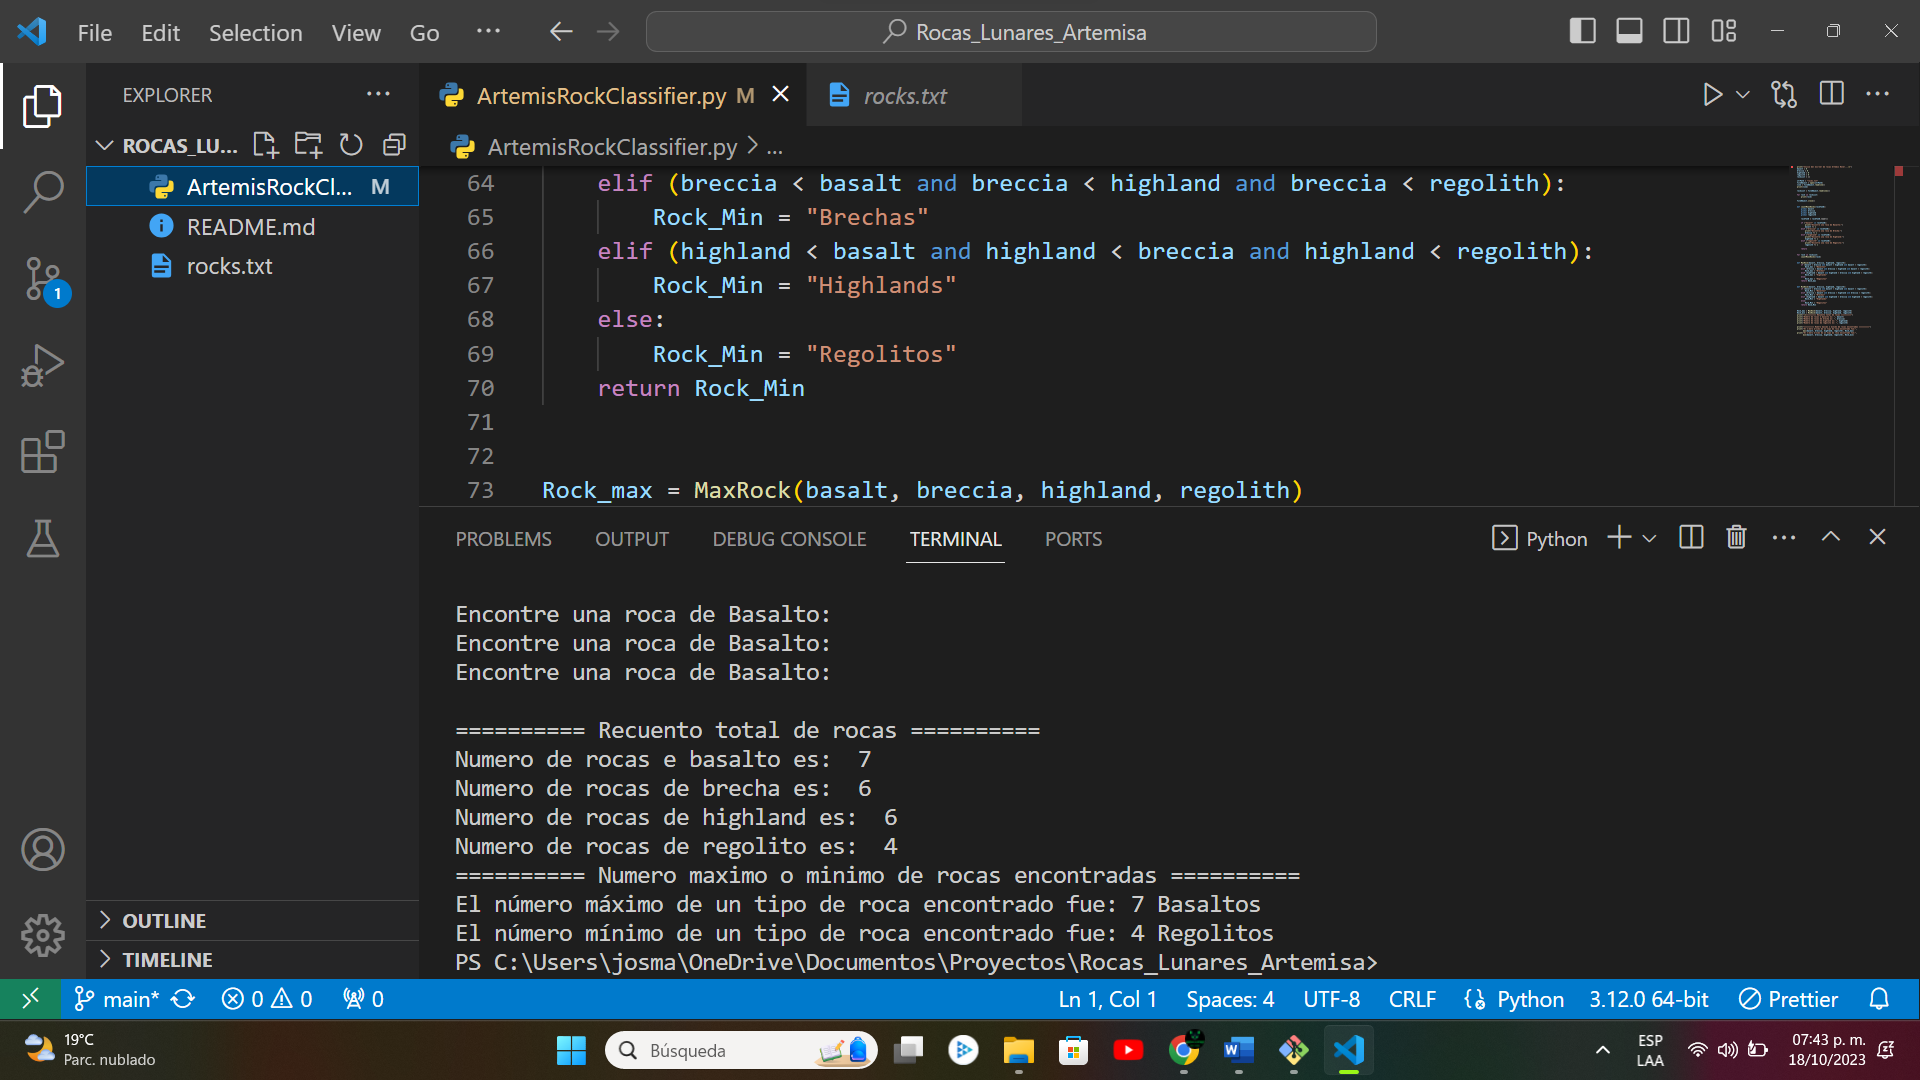 File Edit Selection View Go ... Rocas_Lunares_Artemisa
EXPLORER ...
ROCAS_LU...
ArtemisRockCl... M
README.md
rocks.txt
1
OUTLINE
TIMELINE
ArtemisRockClassifier.py M rocks.txt
ArtemisRockClassifier.py > ...
64 elif (breccia < basalt and breccia < highland and breccia < regolith):
65 Rock_Min = "Brechas"
66 elif (highland < basalt and highland < breccia and highland < regolith):
67 Rock_Min = "Highlands"
68 else:
69 Rock_Min = "Regolitos"
70 return Rock_Min
71
72
73 Rock_max = MaxRock(basalt, breccia, highland, regolith)
PROBLEMS OUTPUT DEBUG CONSOLE TERMINAL PORTS Python
Encontre una roca de Basalto:
Encontre una roca de Basalto:
Encontre una roca de Basalto:
========== Recuento total de rocas ==========
Numero de rocas e basalto es:  7
Numero de rocas de brecha es:  6
Numero de rocas de highland es:  6
Numero de rocas de regolito es:  4
========== Numero maximo o minimo de rocas encontradas ==========
El número máximo de un tipo de roca encontrado fue: 7 Basaltos
El número mínimo de un tipo de roca encontrado fue: 4 Regolitos
PS C:\Users\josma\OneDrive\Documentos\Proyectos\Rocas_Lunares_Artemisa>
main* 0 0 0 Ln 1, Col 1 Spaces: 4 UTF-8 CRLF Python 3.12.0 64-bit Prettier
19°C
Parc. nublado
Búsqueda
ESP
LAA
07:43 p. m.
18/10/2023